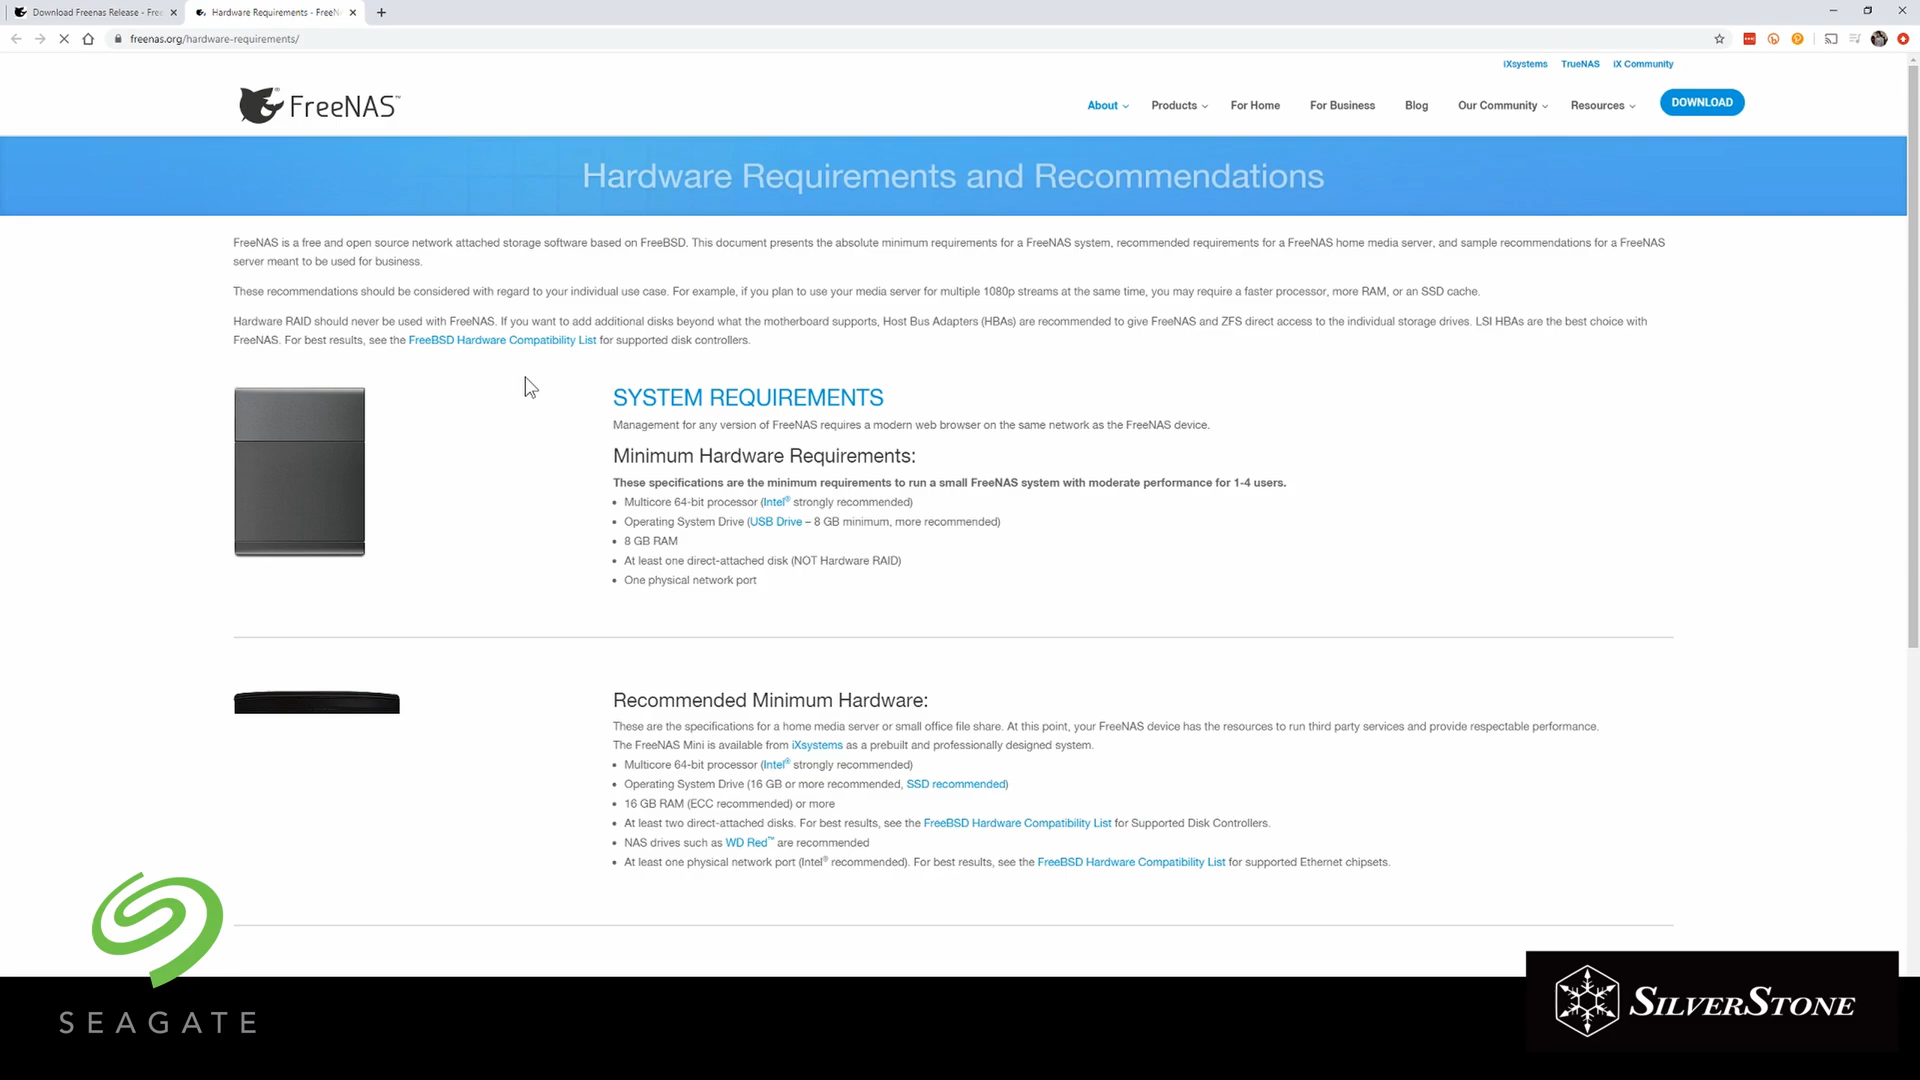 Download Freenas Release - Free
Hardware Requirements - FreeN
freenas.org/hardware-requirements/
iXsystems TrueNAS iX Community
FreeNAS™
About Products For Home For Business Blog Our Community Resources DOWNLOAD
Hardware Requirements and Recommendations
FreeNAS is a free and open source network attached storage software based on FreeBSD. This document presents the absolute minimum requirements for a FreeNAS system, recommended requirements for a FreeNAS home media server, and sample recommendations for a FreeNAS
server meant to be used for business.
These recommendations should be considered with regard to your individual use case. For example, if you plan to use your media server for multiple 1080p streams at the same time, you may require a faster processor, more RAM, or an SSD cache.
Hardware RAID should never be used with FreeNAS. If you want to add additional disks beyond what the motherboard supports, Host Bus Adapters (HBAs) are recommended to give FreeNAS and ZFS direct access to the individual storage drives. LSI HBAs are the best choice with
FreeNAS. For best results, see the FreeBSD Hardware Compatibility List for supported disk controllers.
SYSTEM REQUIREMENTS
Management for any version of FreeNAS requires a modern web browser on the same network as the FreeNAS device.
Minimum Hardware Requirements:
These specifications are the minimum requirements to run a small FreeNAS system with moderate performance for 1-4 users.
• Multicore 64-bit processor (Intel® strongly recommended)
• Operating System Drive (USB Drive – 8 GB minimum, more recommended)
• 8 GB RAM
• At least one direct-attached disk (NOT Hardware RAID)
• One physical network port
Recommended Minimum Hardware:
These are the specifications for a home media server or small office file share. At this point, your FreeNAS device has the resources to run third party services and provide respectable performance.
The FreeNAS Mini is available from iXsystems as a prebuilt and professionally designed system.
• Multicore 64-bit processor (Intel® strongly recommended)
• Operating System Drive (16 GB or more recommended, SSD recommended)
• 16 GB RAM (ECC recommended) or more
• At least two direct-attached disks. For best results, see the FreeBSD Hardware Compatibility List for Supported Disk Controllers.
• NAS drives such as WD Red™ are recommended
• At least one physical network port (Intel® recommended). For best results, see the FreeBSD Hardware Compatibility List for supported Ethernet chipsets.
SEAGATE
SILVERSTONE